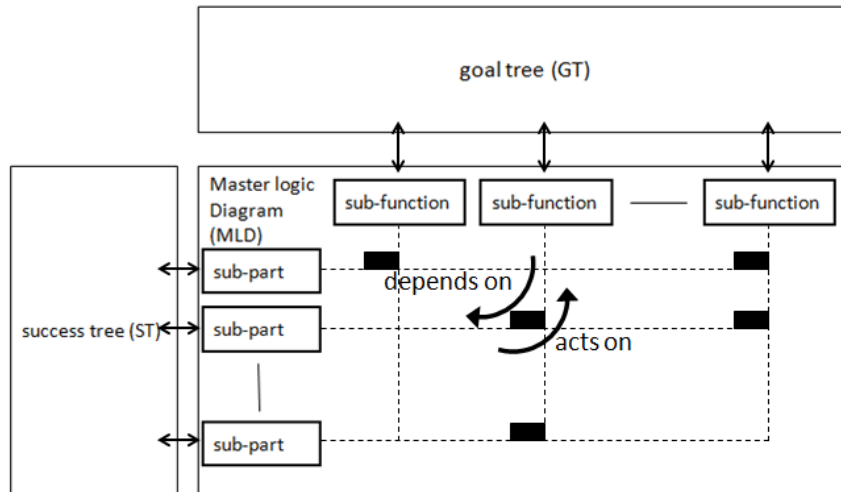 goal tree (GT)
Master logic
Diagram
(MLD)
sub-function
sub-function
sub-function
sub-part
depends on
success tree (ST)
sub-part
acts on
sub-part